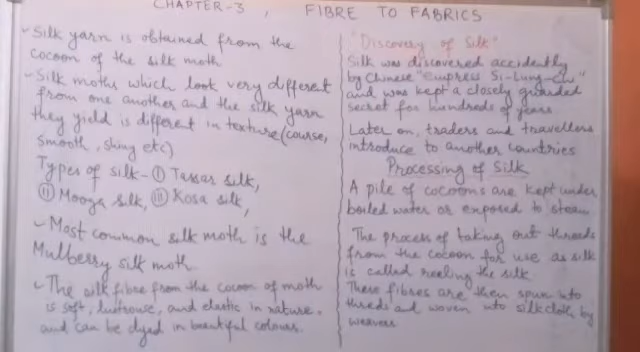 CHAPTER-3, FIBRE TO FABRICS
- Silk yarn is obtained from the
cocoon of the silk moth
- Silk moths which look very different
from one another and the silk yarn
they yield is different in texture (course,
smooth, shiny etc)
Types of silk - ① Tassar silk,
② Mooga silk, ③ Kosa silk,
- Most common silk moth is the
Mulberry silk moth.
- The silk fibre from the cocoon of moth
is soft, lustrouse, and elastic in nature.
and can be dyed in beautiful colours.
"Discovery of Silk"
Silk was discovered accidently
by Chinese "empress Si-Lung-Chi"
and was kept a closely guarded
secret for hundreds of years
Later on, traders and travellers
introduce to another countries
Processing of Silk
A pile of cocoons are kept under
boiled water or exposed to steam
The process of taking out threads
from the cocoon for use as silk
is called reeling the silk.
These fibres are then spun into
threds and woven into silk cloth by
weavers